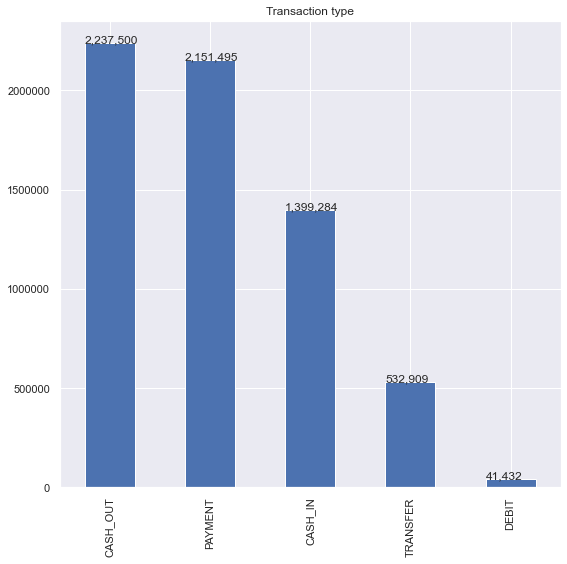 Transaction type
2,237,500
2,151,495
1,399,284
532,909
41,432
2000000
1500000
1000000
500000
0
CASH_OUT
PAYMENT
CASH_IN
TRANSFER
DEBIT